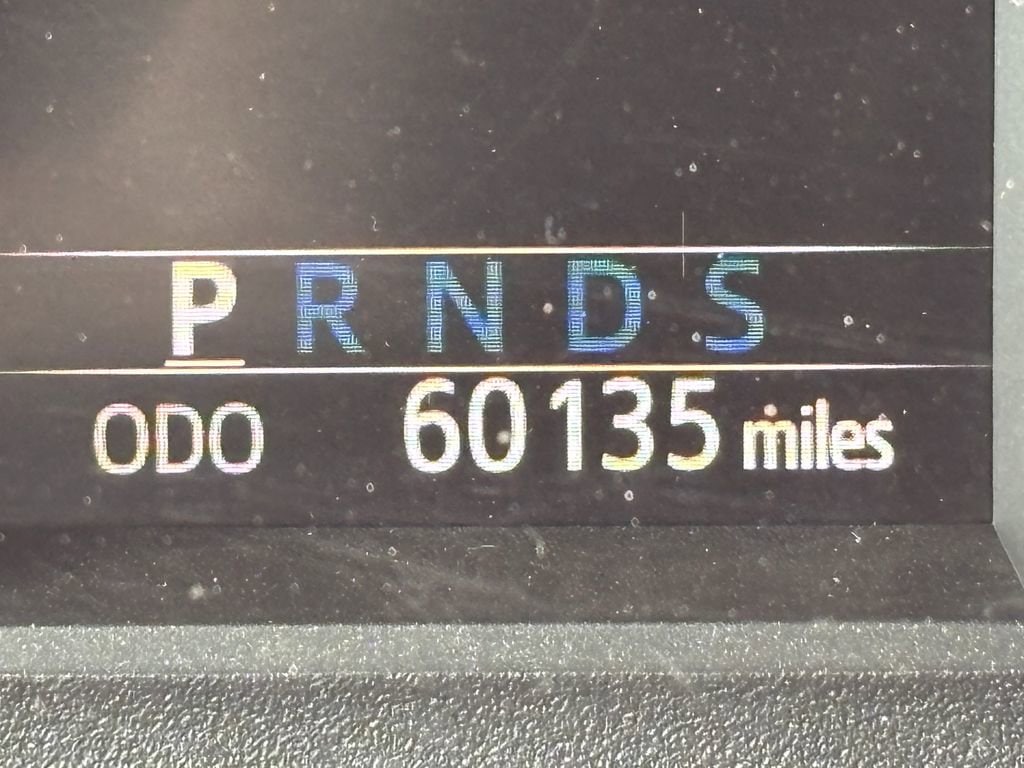 P R N D S
ODO 60135 miles